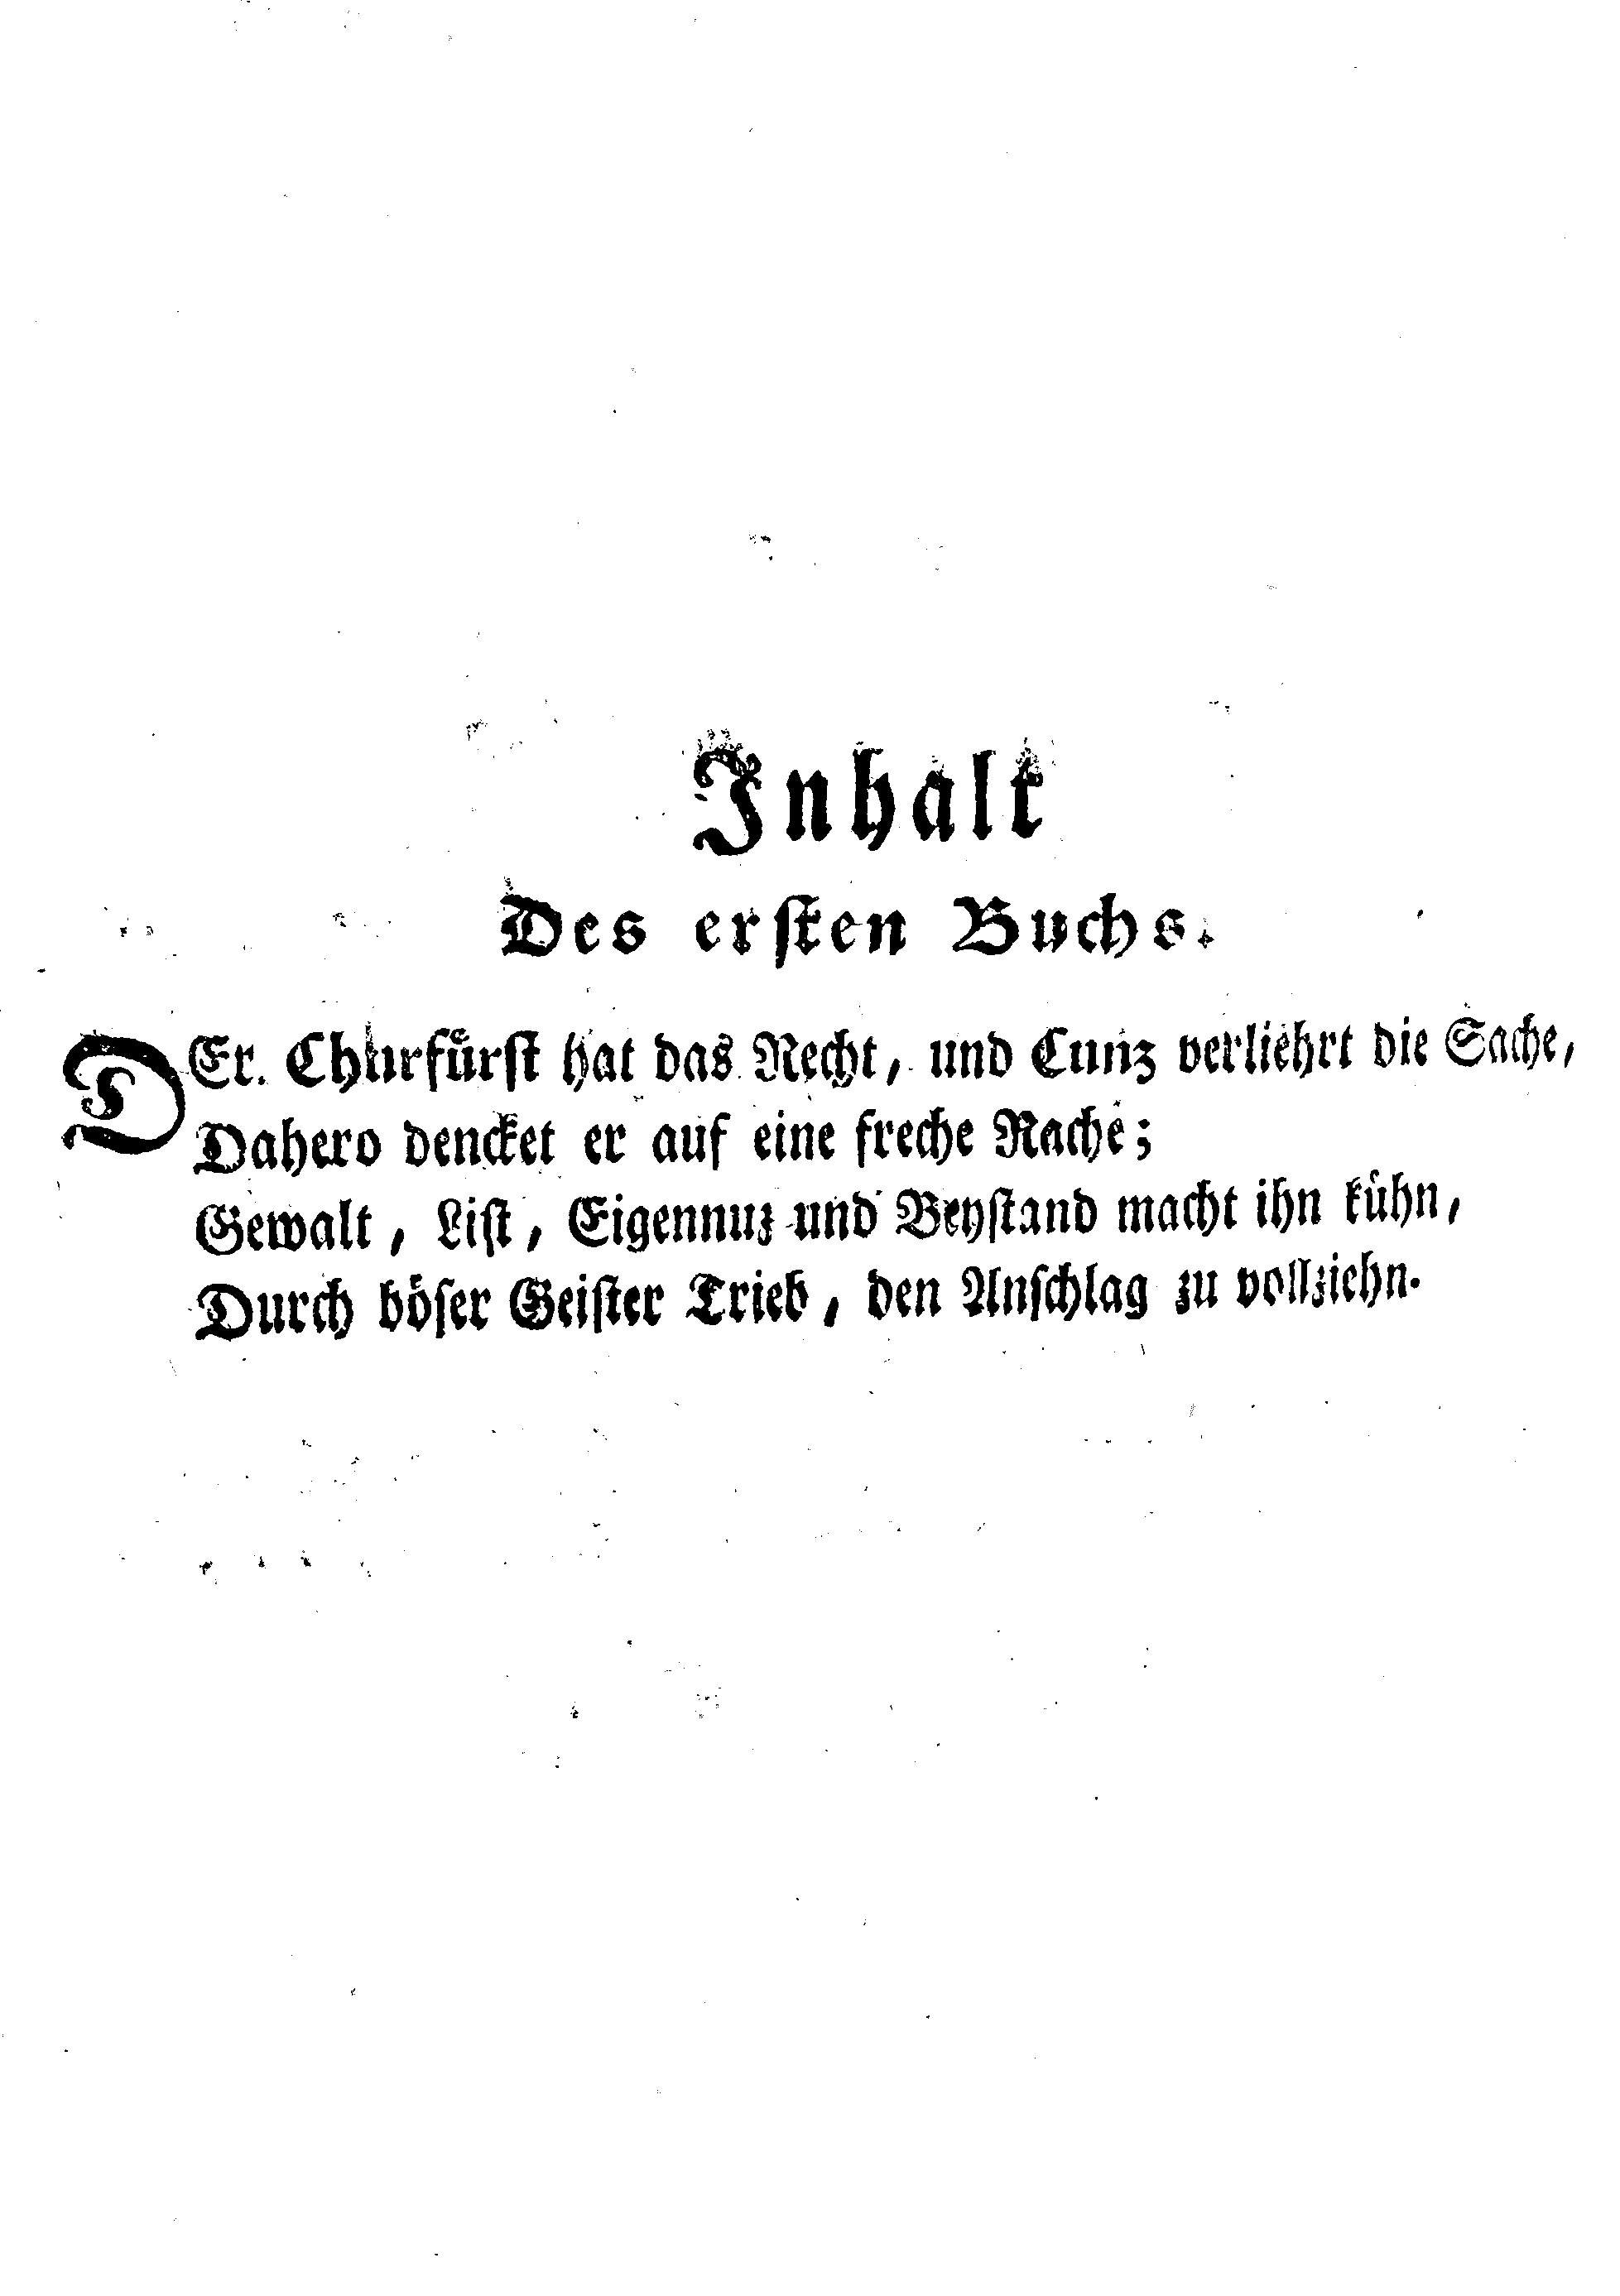 Inhalt
Des ersten Buchs.
DEr Churfürst hat das Recht, und Cunz verliehrt die Sache,
Dahero dencket er auf eine freche Rache;
Gewalt, List, Eigennuz und Beystand macht ihn kühn,
Durch böser Geister Trieb, den Anschlag zu vollziehn.